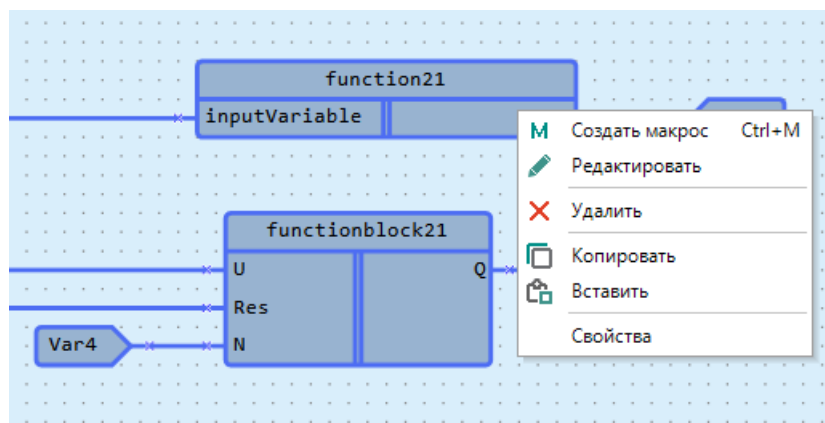 function21
inputVariable
М Создать макрос Ctrl+M
Редактировать
Удалить
functionblock21
U Q
Копировать
Res
Вставить
Var4 N
Свойства